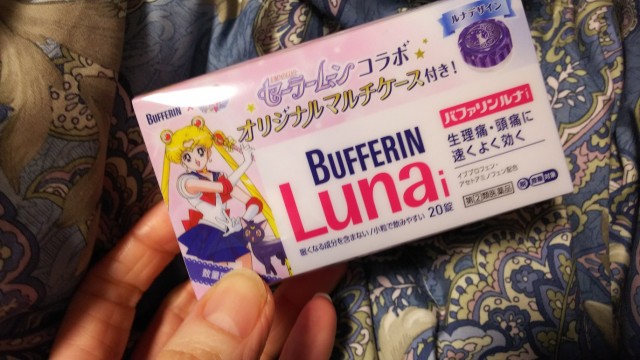 ルナデザイン
セーラームーン コラボ
オリジナルマルチケース付き!
BUFFERIN ×
BUFFERIN
Luna i
バファリンルナi
生理痛・頭痛に
速くよく効く
イブプロフェン・
アセトアミノフェン配合
指定第②類医薬品
眠くなる成分を含まない/小粒で飲みやすい 20錠
数量